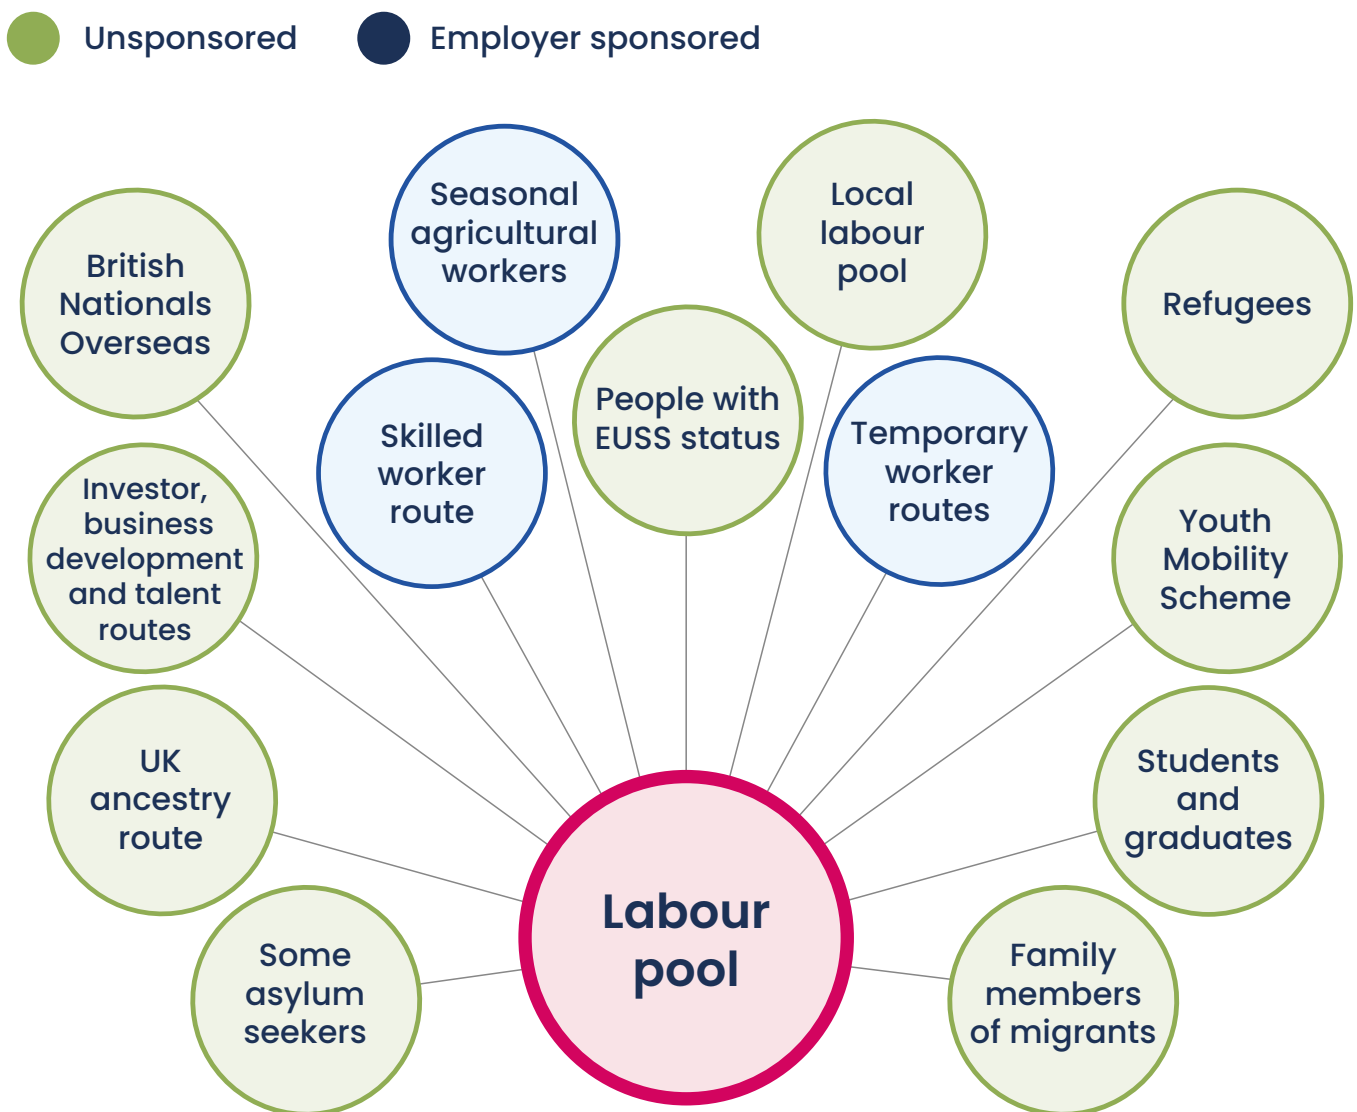 Unsponsored
Employer sponsored
Seasonal
agricultural
workers
Local
labour
pool
British
Nationals
Overseas
Refugees
People with
EUSS status
Skilled
worker
route
Temporary
worker
routes
Investor,
business
development
and talent
routes
Youth
Mobility
Scheme
UK
ancestry
route
Students
and
graduates
Labour
pool
Some
asylum
seekers
Family
members
of migrants